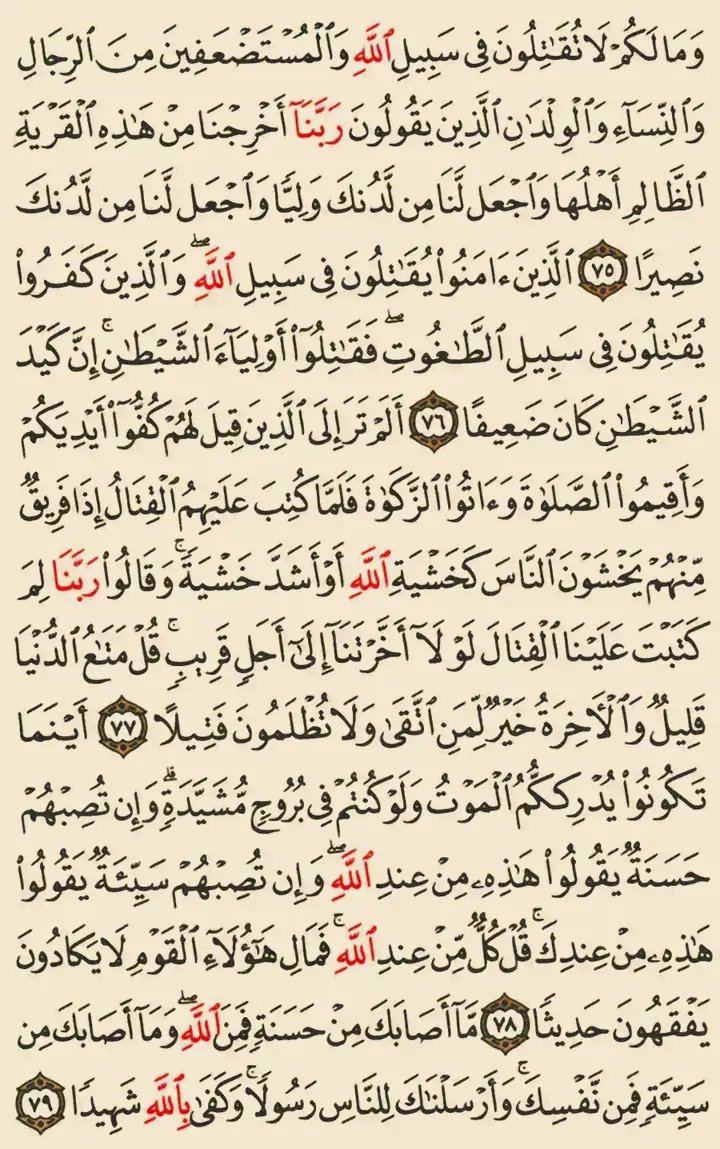 وَمَا لَكُمْ لَا تُقَٰتِلُونَ فِى سَبِيلِ ٱللَّهِ وَٱلْمُسْتَضْعَفِينَ مِنَ ٱلرِّجَالِ
وَٱلنِّسَآءِ وَٱلْوِلْدَٰنِ ٱلَّذِينَ يَقُولُونَ رَبَّنَآ أَخْرِجْنَا مِنْ هَٰذِهِ ٱلْقَرْيَةِ
ٱلظَّالِمِ أَهْلُهَا وَٱجْعَل لَّنَا مِن لَّدُنكَ وَلِيًّا وَٱجْعَل لَّنَا مِن لَّدُنكَ
نَصِيرًا ٧٥ ٱلَّذِينَ ءَامَنُوا۟ يُقَٰتِلُونَ فِى سَبِيلِ ٱللَّهِ ۖ وَٱلَّذِينَ كَفَرُوا۟
يُقَٰتِلُونَ فِى سَبِيلِ ٱلطَّٰغُوتِ ۖ فَقَٰتِلُوٓا۟ أَوْلِيَآءَ ٱلشَّيْطَٰنِ ۚ إِنَّ كَيْدَ
ٱلشَّيْطَٰنِ كَانَ ضَعِيفًا ٧٦ أَلَمْ تَرَ إِلَى ٱلَّذِينَ قِيلَ لَهُمْ كُفُّوٓا۟ أَيْدِيَكُمْ
وَأَقِيمُوا۟ ٱلصَّلَوٰةَ وَءَاتُوا۟ ٱلزَّكَوٰةَ فَلَمَّا كُتِبَ عَلَيْهِمُ ٱلْقِتَالُ إِذَا فَرِيقٌ
مِّنْهُمْ يَخْشَوْنَ ٱلنَّاسَ كَخَشْيَةِ ٱللَّهِ أَوْ أَشَدَّ خَشْيَةً ۚ وَقَالُوا۟ رَبَّنَا لِمَ
كَتَبْتَ عَلَيْنَا ٱلْقِتَالَ لَوْلَآ أَخَّرْتَنَآ إِلَىٰٓ أَجَلٍ قَرِيبٍ ۗ قُلْ مَتَٰعُ ٱلدُّنْيَا
قَلِيلٌ وَٱلْءَاخِرَةُ خَيْرٌ لِّمَنِ ٱتَّقَىٰ وَلَا تُظْلَمُونَ فَتِيلًا ٧٧ أَيْنَمَا
تَكُونُوا۟ يُدْرِككُّمُ ٱلْمَوْتُ وَلَوْ كُنتُمْ فِى بُرُوجٍ مُّشَيَّدَةٍ ۗ وَإِن تُصِبْهُمْ
حَسَنَةٌ يَقُولُوا۟ هَٰذِهِۦ مِنْ عِندِ ٱللَّهِ ۖ وَإِن تُصِبْهُمْ سَيِّئَةٌ يَقُولُوا۟
هَٰذِهِۦ مِنْ عِندِكَ ۚ قُلْ كُلٌّ مِّنْ عِندِ ٱللَّهِ ۖ فَمَالِ هَٰٓؤُلَآءِ ٱلْقَوْمِ لَا يَكَادُونَ
يَفْقَهُونَ حَدِيثًا ٧٨ مَّآ أَصَابَكَ مِنْ حَسَنَةٍ فَمِنَ ٱللَّهِ ۖ وَمَآ أَصَابَكَ مِن
سَيِّئَةٍ فَمِن نَّفْسِكَ ۚ وَأَرْسَلْنَٰكَ لِلنَّاسِ رَسُولًا ۚ وَكَفَىٰ بِٱللَّهِ شَهِيدًا ٧٩